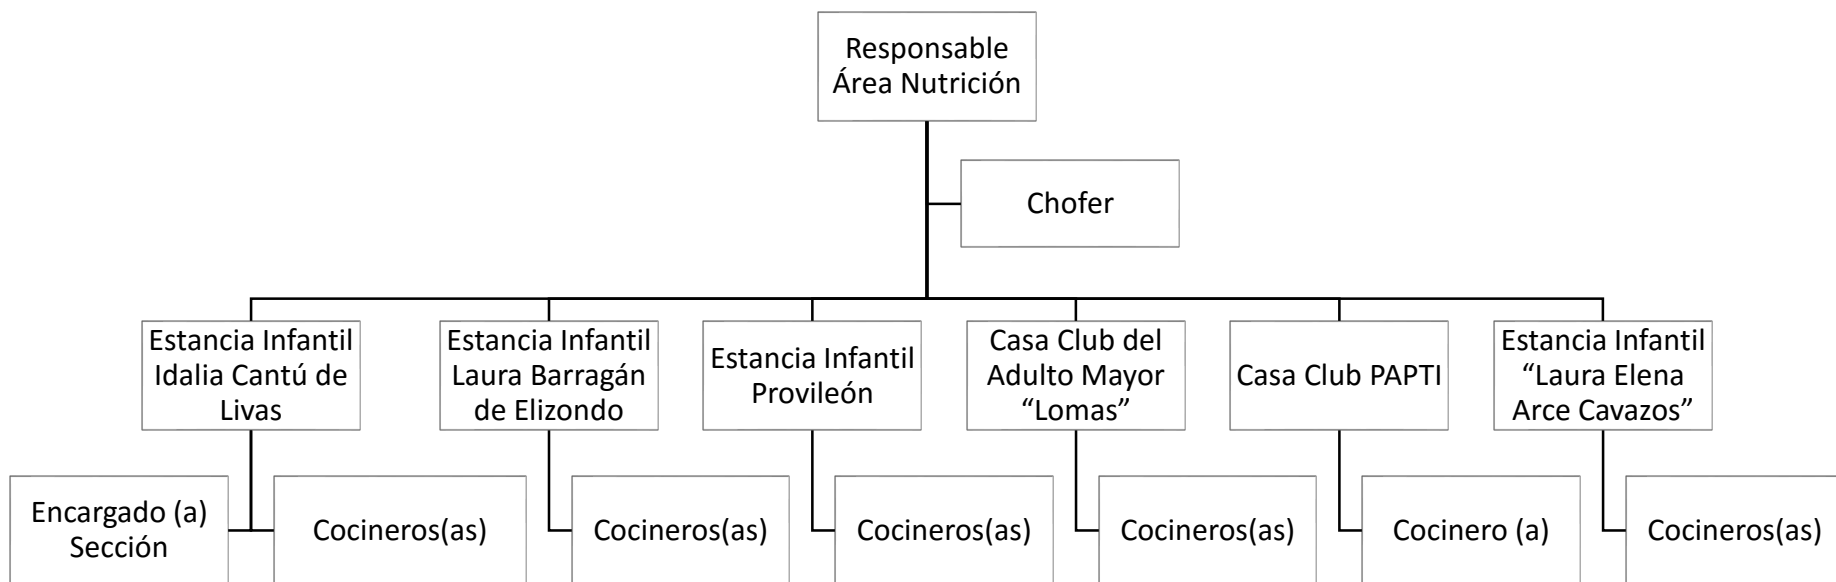 Responsable
Área Nutrición
Chofer
Estancia Infantil
Idalia Cantú de
Livas
Estancia Infantil
Laura Barragán
de Elizondo
Estancia Infantil
Provileón
Casa Club del
Adulto Mayor
“Lomas”
Casa Club PAPTI
Estancia Infantil
“Laura Elena
Arce Cavazos”
Encargado (a)
Sección
Cocineros(as)
Cocineros(as)
Cocineros(as)
Cocineros(as)
Cocinero (a)
Cocineros(as)